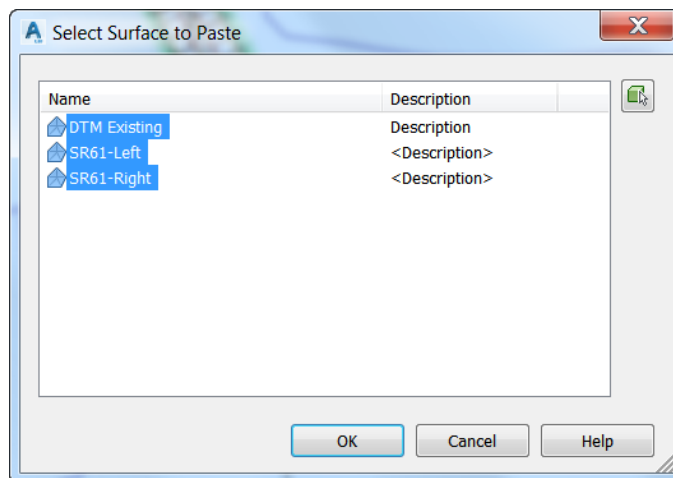 Select Surface to Paste
Name Description
DTM Existing Description
SR61-Left <Description>
SR61-Right <Description>
OK Cancel Help